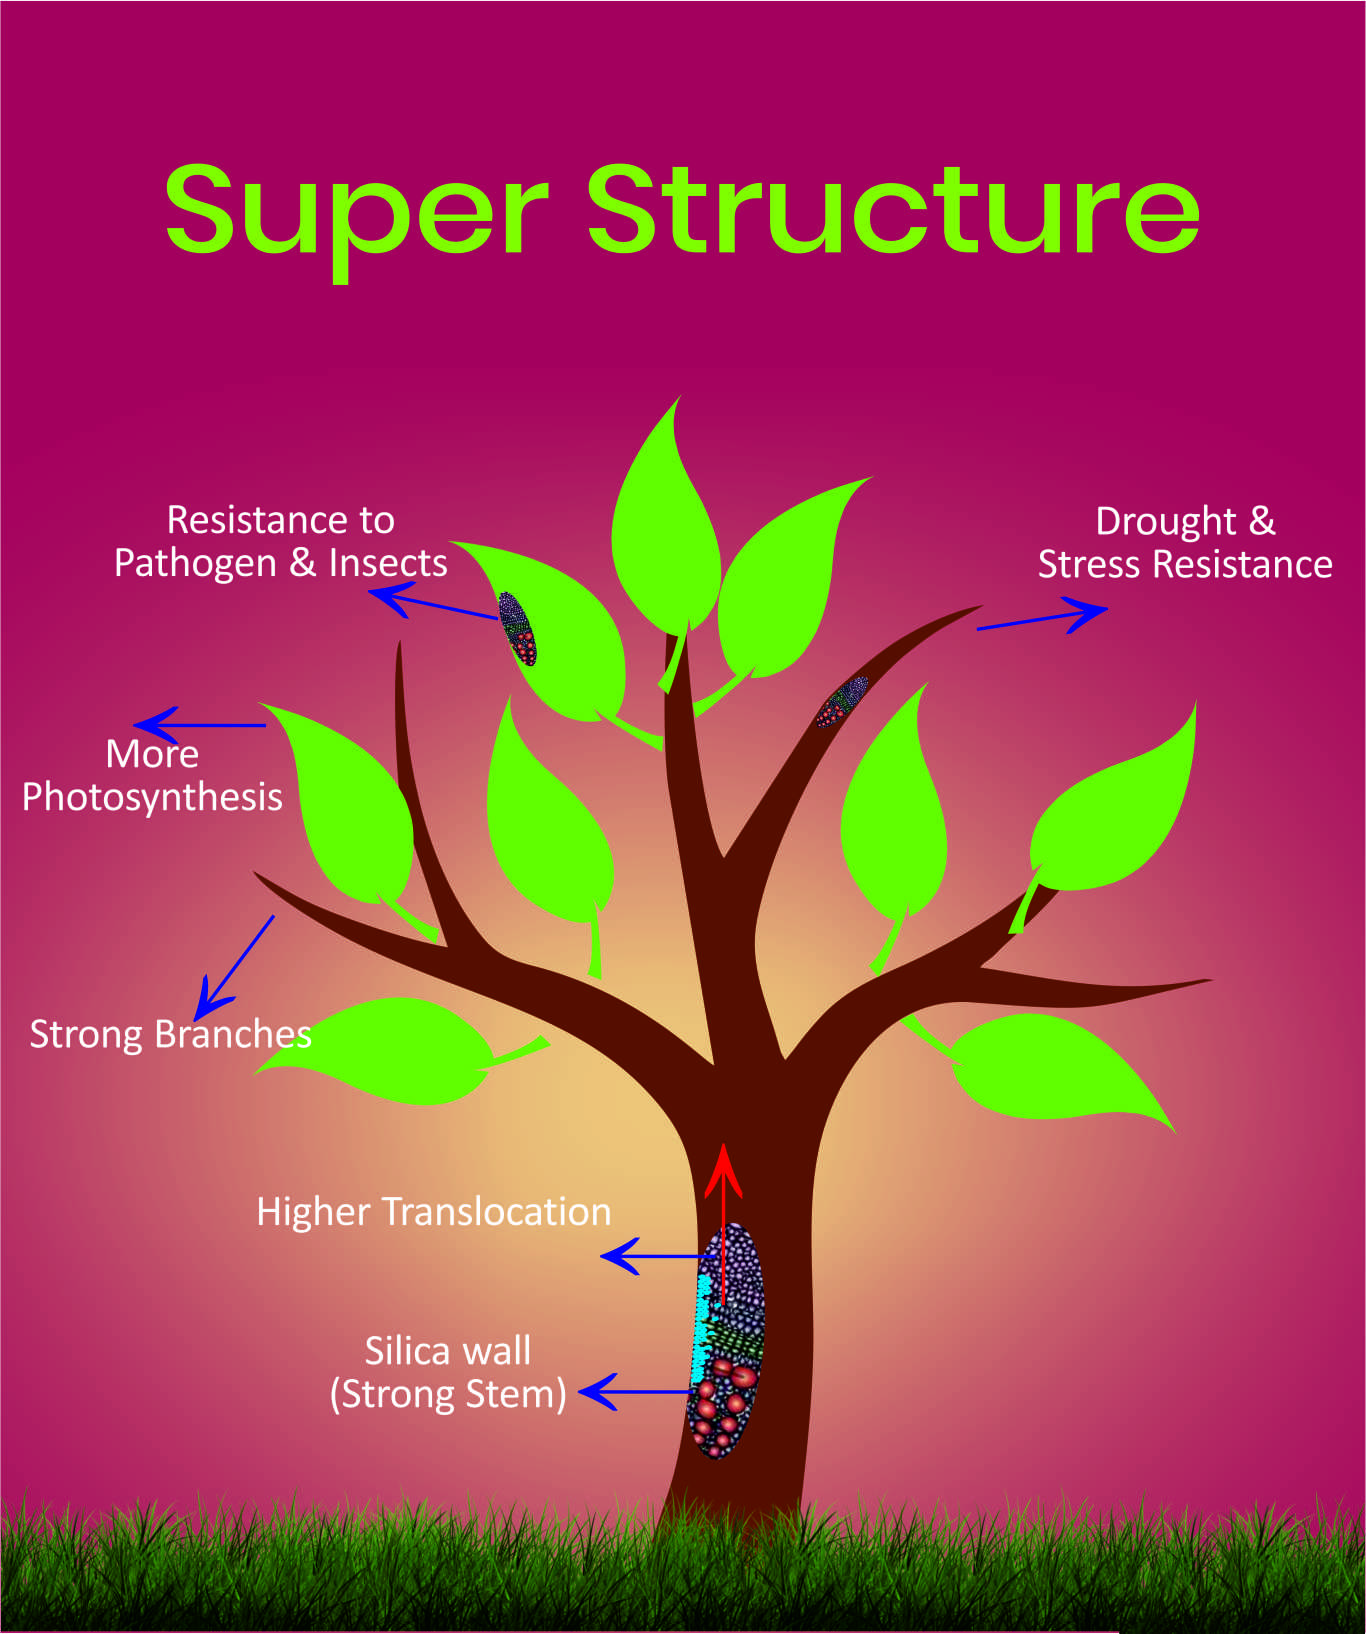 Super Structure
Resistance to
Pathogen & Insects
Drought &
Stress Resistance
More
Photosynthesis
Strong Branches
Higher Translocation
Silica wall
(Strong Stem)